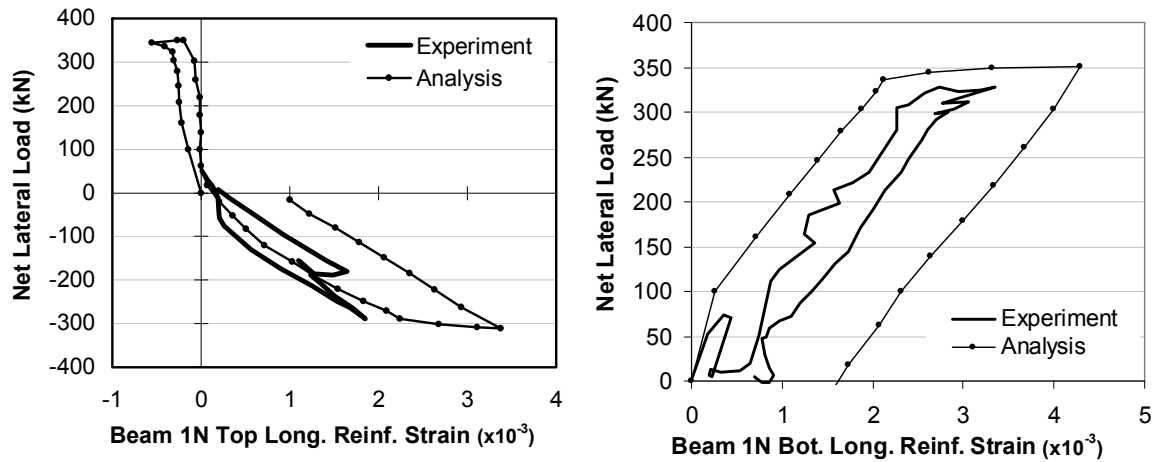 400
300
200
100
0
-100
-200
-300
-400
Net Lateral Load (kN)
Experiment
Analysis
-1 0 1 2 3 4
Beam 1N Top Long. Reinf. Strain (x10-3)
400
350
300
250
200
150
100
50
0
Net Lateral Load (kN)
Experiment
Analysis
0 1 2 3 4 5
Beam 1N Bot. Long. Reinf. Strain (x10-3)